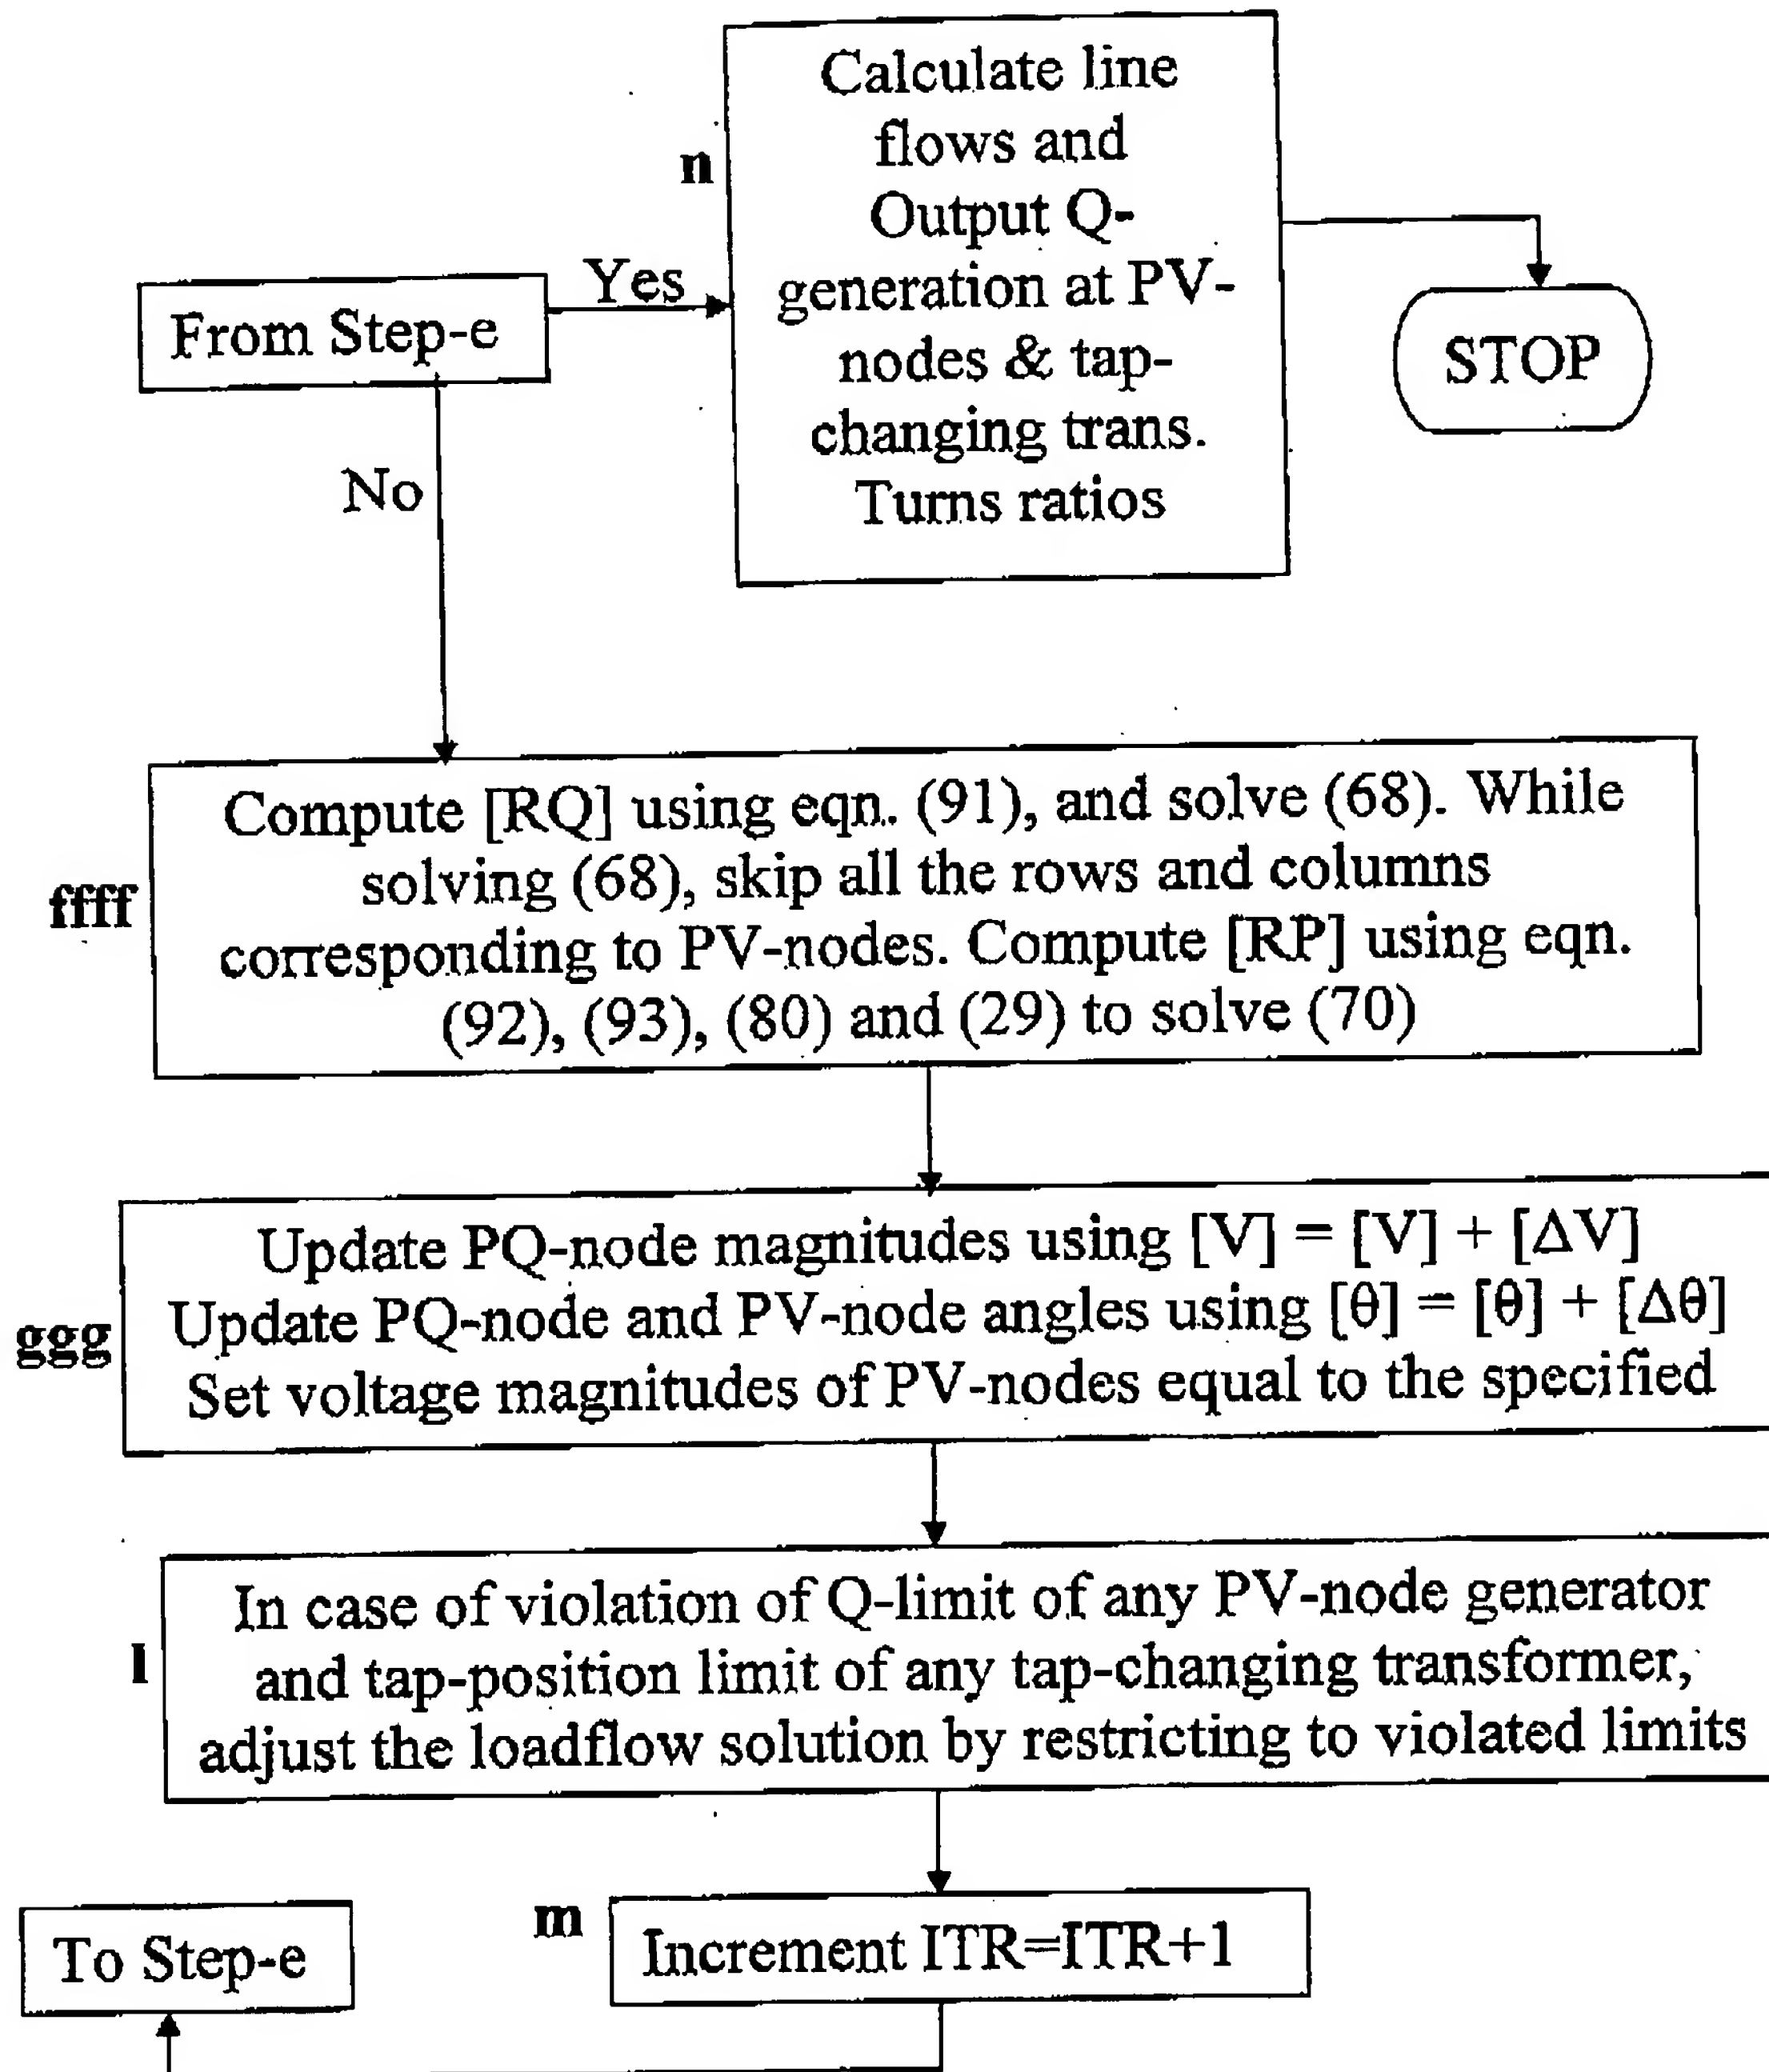 Calculate line
flows and
n
Output Q-
generation at PV-
nodes & tap-
changing trans.
Turns ratios
From Step-e
Yes
STOP
No
Compute [RQ] using eqn. (91), and solve (68). While
solving (68), skip all the rows and columns
ffff
corresponding to PV-nodes. Compute [RP] using eqn.
(92), (93), (80) and (29) to solve (70)
Update PQ-node magnitudes using [V] = [V] + [ΔV]
Update PQ-node and PV-node angles using [θ] = [θ] + [Δθ]
ggg
Set voltage magnitudes of PV-nodes equal to the specified
In case of violation of Q-limit of any PV-node generator
l
and tap-position limit of any tap-changing transformer,
adjust the loadflow solution by restricting to violated limits
m
Increment ITR=ITR+1
To Step-e